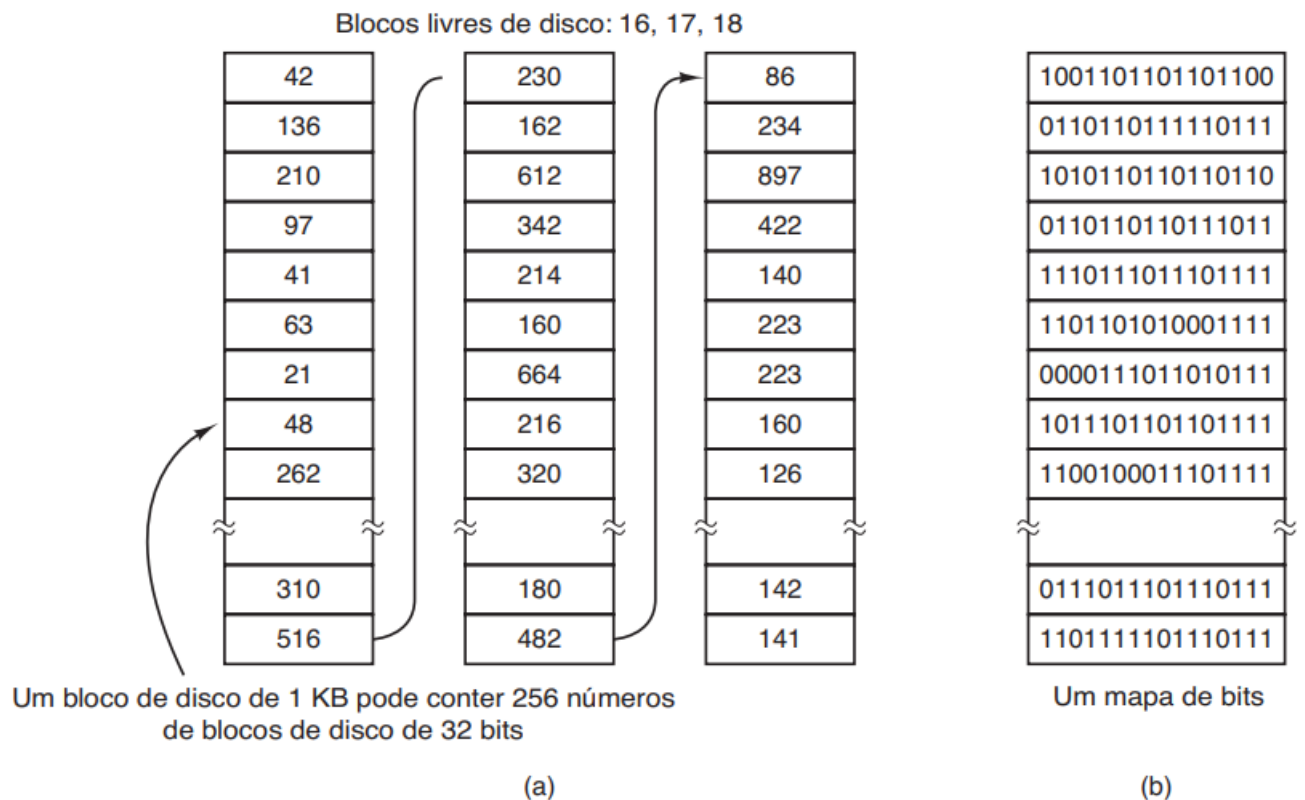 Blocos livres de disco: 16, 17, 18
42 230 86 1001101101101100
136 162 234 0110110111110111
210 612 897 1010110110110110
97 342 422 0110110110111011
41 214 140 1110111011101111
63 160 223 1101101010001111
21 664 223 0000111011010111
48 216 160 1011101101101111
262 320 126 1100100011101111
310 180 142 0111011101110111
516 482 141 1101111101110111
Um bloco de disco de 1 KB pode conter 256 números
de blocos de disco de 32 bits
Um mapa de bits
(a) (b)